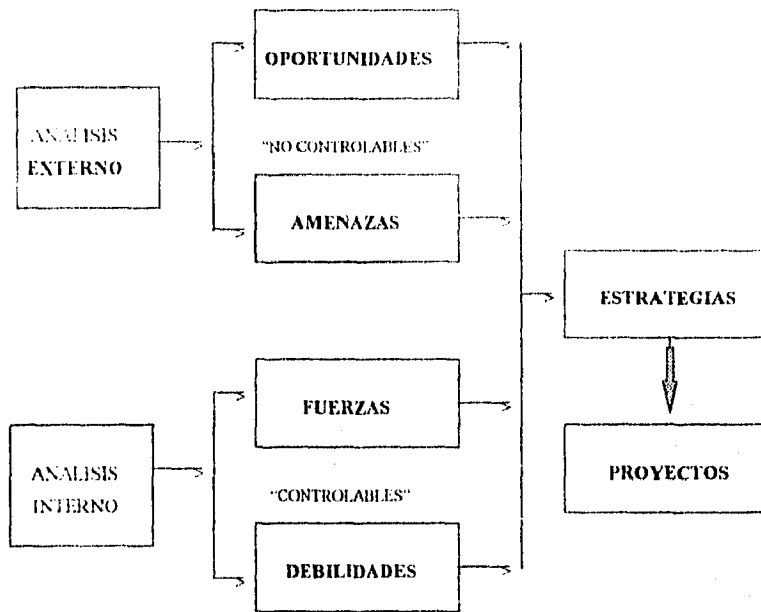 OPORTUNIDADES
ANALISIS
EXTERNO
"NO CONTROLABLES"
AMENAZAS
ESTRATEGIAS
FUERZAS
ANALISIS
INTERNO
"CONTROLABLES"
PROYECTOS
DEBILIDADES